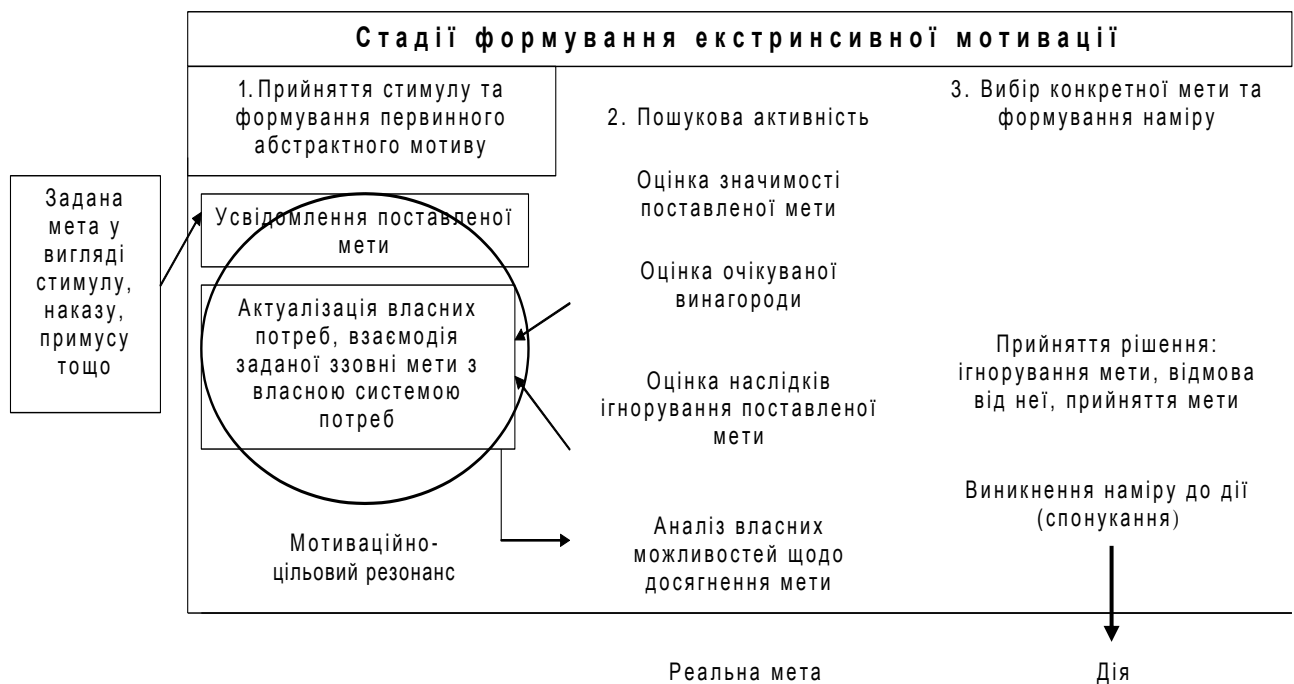 Стадії формування екстринсивної мотивації
1. Прийняття стимулу та
формування первинного
абстрактного мотиву
2. Пошукова активність
3. Вибір конкретної мети та
формування наміру
Задана
мета у
вигляді
стимулу,
наказу,
примусу
тощо
Усвідомлення поставленої
мети
Актуалізація власних
потреб, взаємодія
заданої ззовні мети з
власною системою
потреб
Мотиваційно-
цільовий резонанс
Оцінка значимості
поставленої мети
Оцінка очікуваної
винагороди
Оцінка наслідків
ігнорування поставленої
мети
Аналіз власних
можливостей щодо
досягнення мети
Прийняття рішення:
ігнорування мети, відмова
від неї, прийняття мети
Виникнення наміру до дії
(спонукання)
Реальна мета
Дія